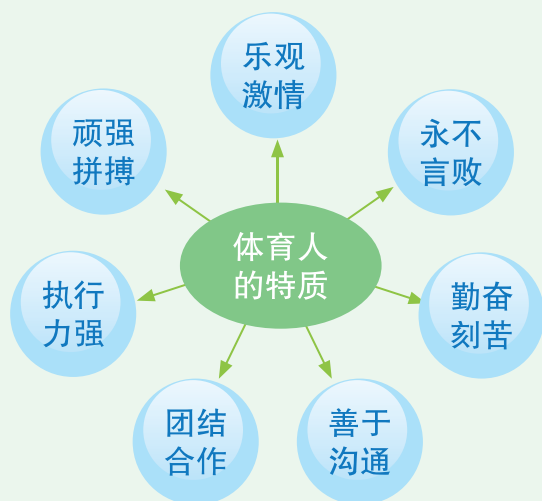 乐观
激情
顽强
拼搏
永不
言败
体育人
的特质
执行
力强
勤奋
刻苦
团结
合作
善于
沟通